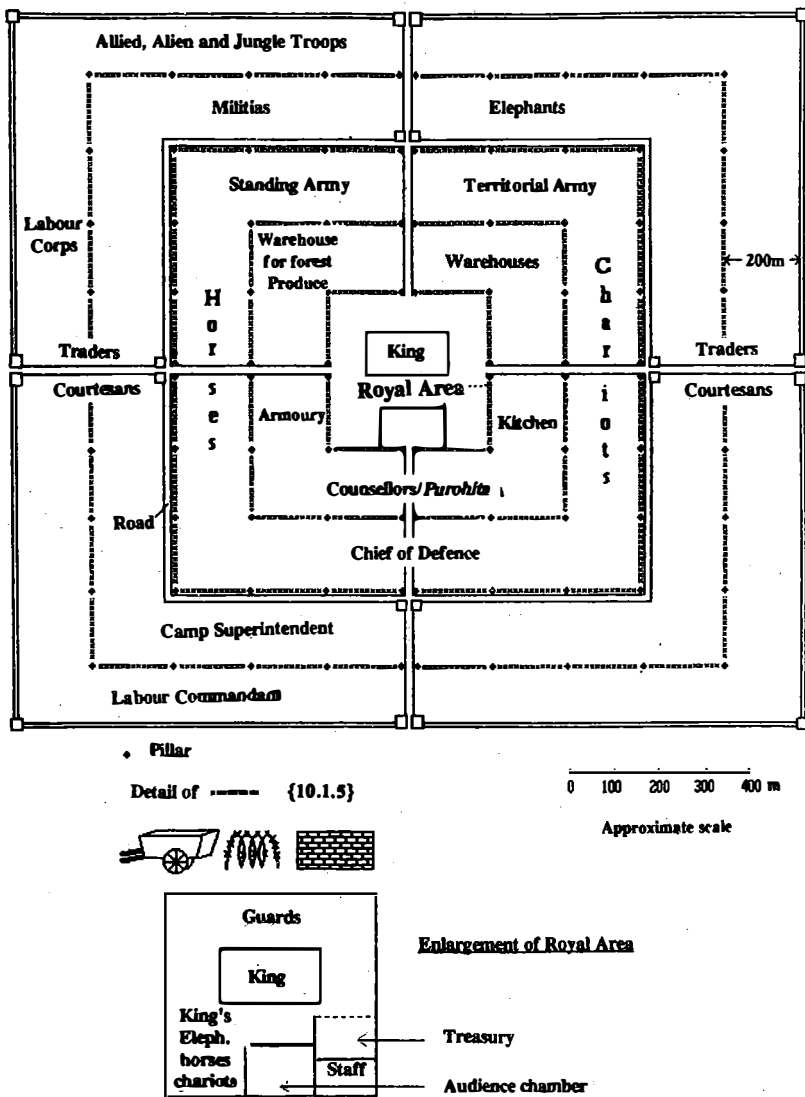 Allied, Alien and Jungle Troops
Militias
Elephants
Standing Army
Territorial Army
Labour
Corps
Warehouse
for forest
Produce
Warehouses
200m
Horses
Chariots
King
Traders
Traders
Royal Area
Courtesans
Courtesans
Armoury
Kitchen
Counsellors/Purohita
Road
Chief of Defence
Camp Superintendent
Labour Commandant
Pillar
Detail of {10.1.5}
0 100 200 300 400 m
Approximate scale
Guards
Enlargement of Royal Area
King
King's
Eleph.
horses
chariots
Treasury
Staff
Audience chamber